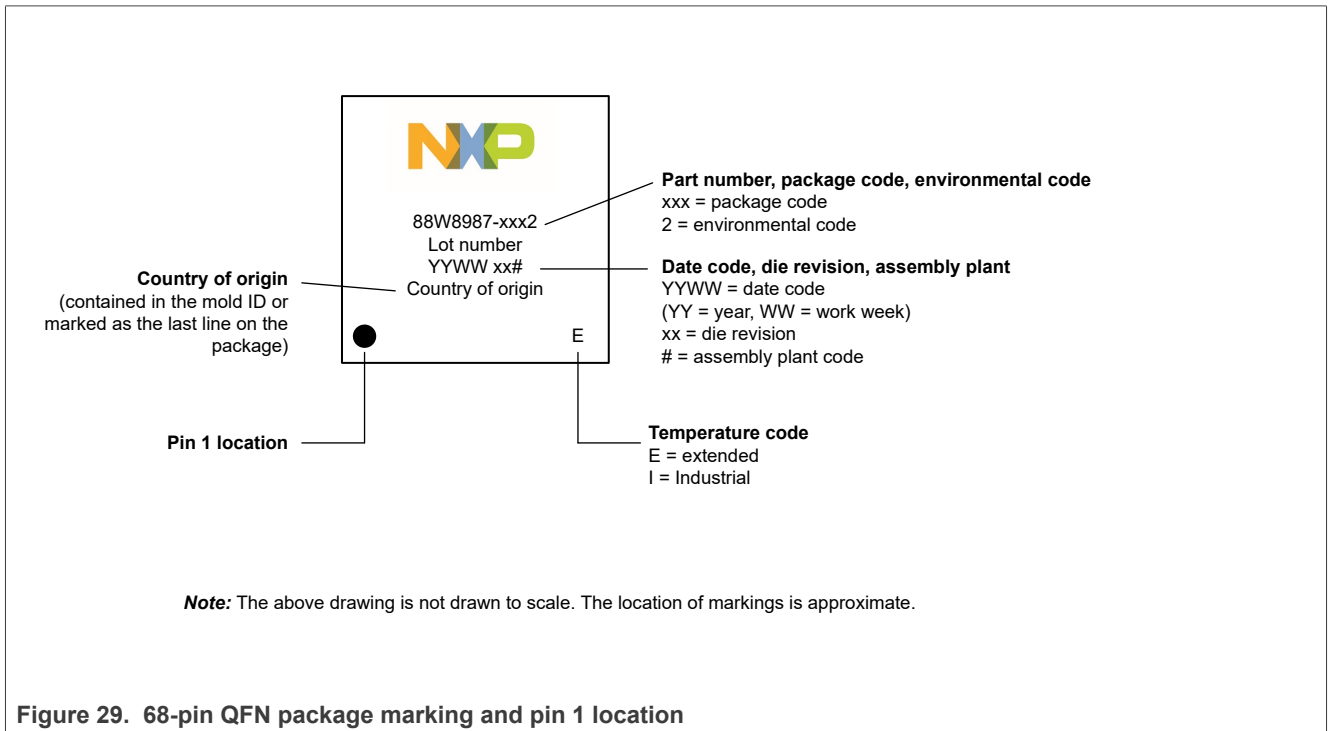 NXP
88W8987-xxx2
Lot number
YYWW xx#
Country of origin
E
Part number, package code, environmental code
xxx = package code
2 = environmental code
Date code, die revision, assembly plant
YYWW = date code
(YY = year, WW = work week)
xx = die revision
# = assembly plant code
Country of origin
(contained in the mold ID or
marked as the last line on the
package)
Pin 1 location
Temperature code
E = extended
I = Industrial
Note: The above drawing is not drawn to scale. The location of markings is approximate.
Figure 29. 68-pin QFN package marking and pin 1 location